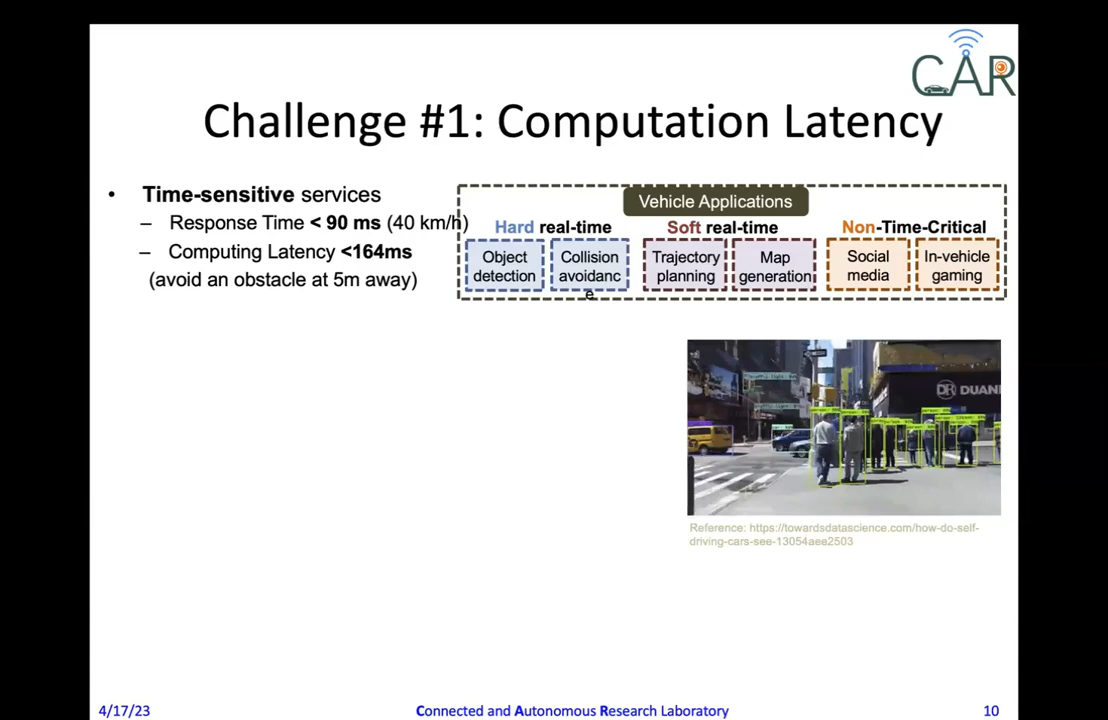 CAR
Challenge #1: Computation Latency
• Time-sensitive services
– Response Time < 90 ms (40 km/h)
– Computing Latency <164ms
(avoid an obstacle at 5m away)
Vehicle Applications
Hard real-time
Object
detection
Collision
avoidanc
e
Soft real-time
Trajectory
planning
Map
generation
Non-Time-Critical
Social
media
In-vehicle
gaming
DR DUAN
Reference: https://towardsdatascience.com/how-do-self-
driving-cars-see-13054aee2503
4/17/23
Connected and Autonomous Research Laboratory
10